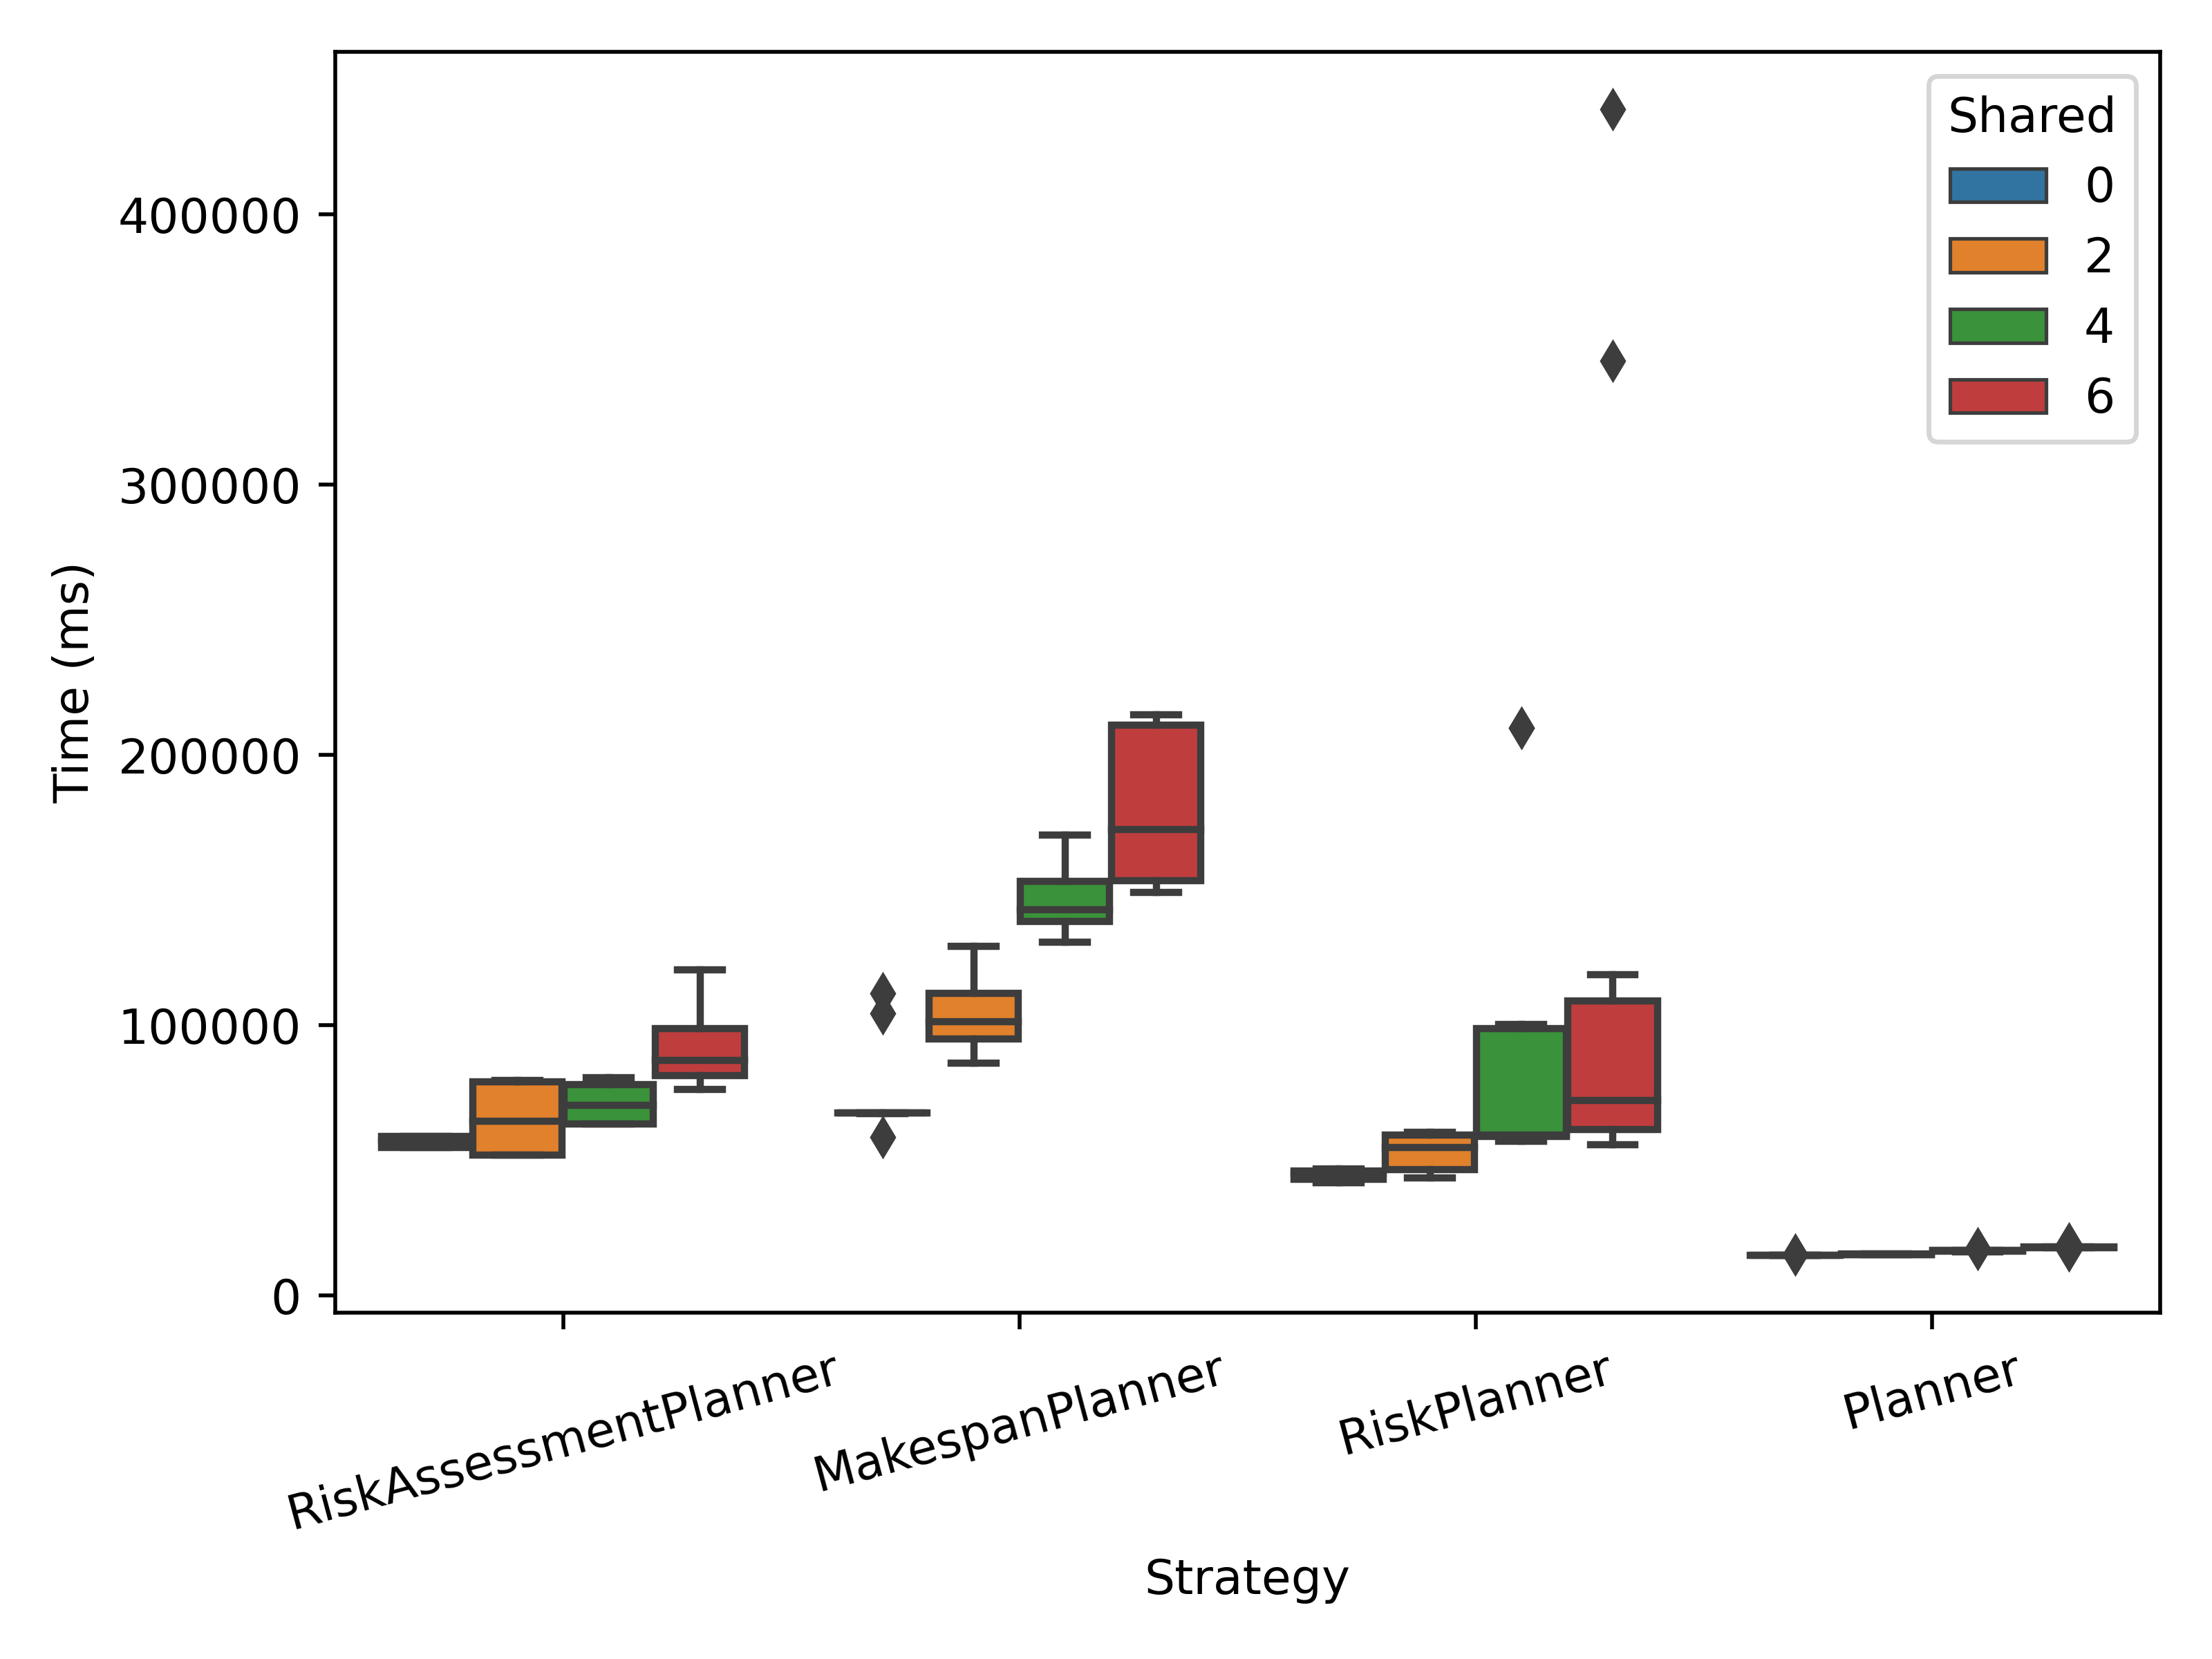 Shared
0
2
4
6
400000
300000
200000
100000
0
Time (ms)
RiskAssessmentPlanner
MakespanPlanner
RiskPlanner
Planner
Strategy